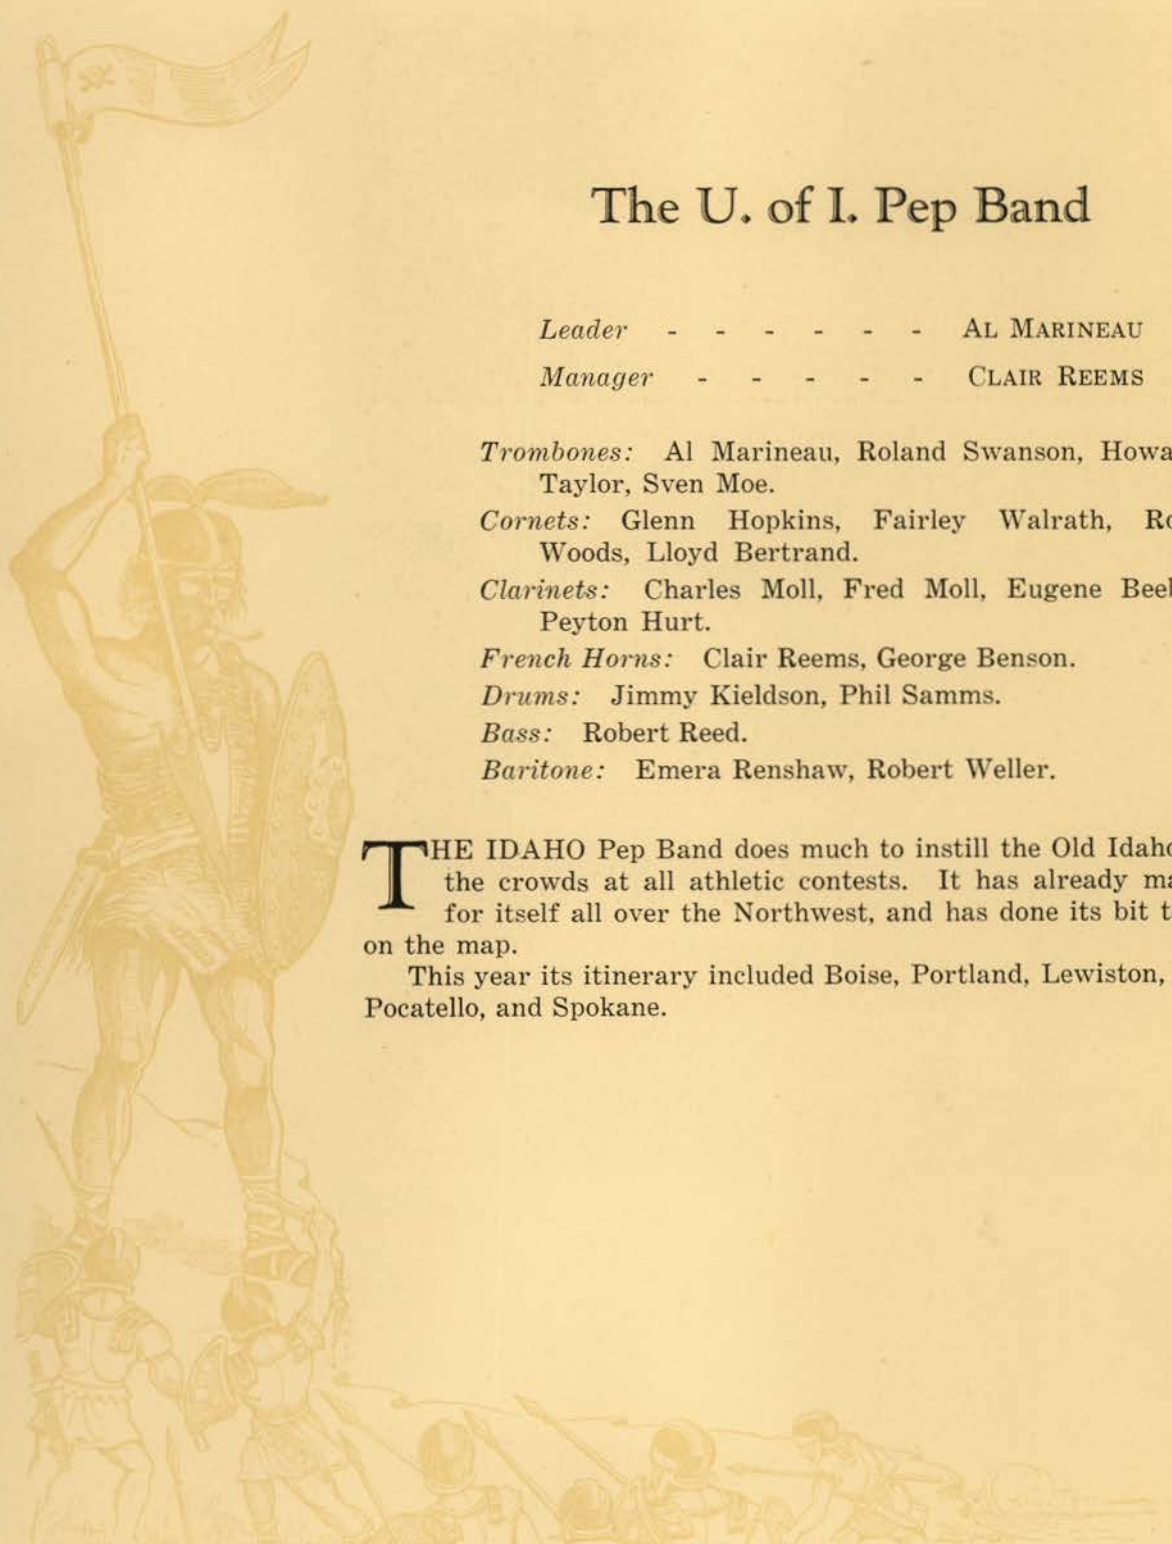 The U. of I. Pep Band
Leader - - - - - - AL MARINEAU
Manager - - - - - CLAIR REEMS
Trombones: Al Marineau, Roland Swanson,
Taylor, Sven Moe.
Cornets: Glenn Hopkins, Fairley Walrath,
Woods, Lloyd Bertrand.
Clarinets: Charles Moll, Fred Moll, Eugene
Peyton Hurt.
French Horns: Clair Reems, George Benson.
Drums: Jimmy Kieldson, Phil Samms.
Bass: Robert Reed.
Baritone: Emera Renshaw, Robert Weller.
THE IDAHO Pep Band does much to instill the Old Idaho
the crowds at all athletic contests. It has already
for itself all over the Northwest, and has done its bit
on the map.
This year its itinerary included Boise, Portland, Lewiston,
Pocatello, and Spokane.